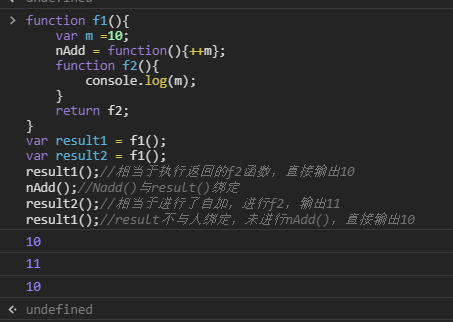 undefined
> function f1(){
var m =10;
nAdd = function(){++m};
function f2(){
console.log(m);
}
return f2;
}
var result1 = f1();
var result2 = f1();
result1();//相当于执行返回的f2函数，直接输出10
nAdd();//Nadd()与result()绑定
result2();//相当于进行了自加，进行f2，输出11
result1();//result不与人绑定，未进行nAdd()，直接输出10
10
11
10
undefined